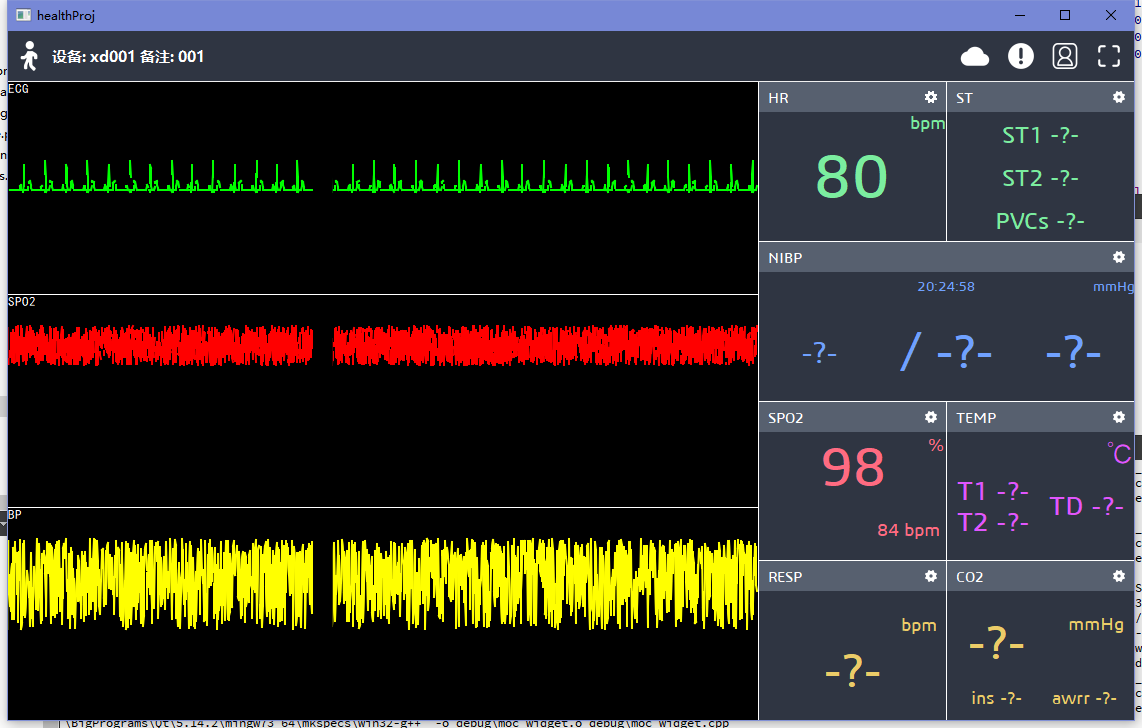 healthProj
设备: xd001 备注: 001
ECG
SPO2
BP
HR
bpm
80
ST
ST1 -?-
ST2 -?-
PVCs -?-
NIBP
20:24:58
mmHg
-?-
/ -?-
-?-
SPO2
%
98
84 bpm
TEMP
°C
T1 -?-
T2 -?-
TD -?-
RESP
bpm
-?-
CO2
mmHg
-?-
ins -?-
awrr -?-
\BigPrograms\Qt\5.14.2\mingw73_64\mkspecs\win32-g++ -o debug\moc_widget.o debug\moc_widget.cpp